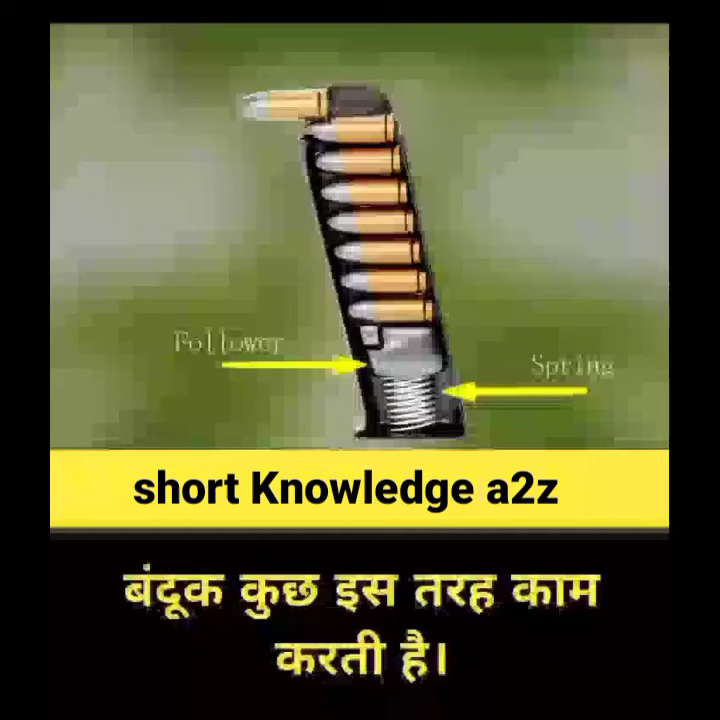 Follower
Spring
short Knowledge a2z
बंदूक कुछ इस तरह काम
करती है।